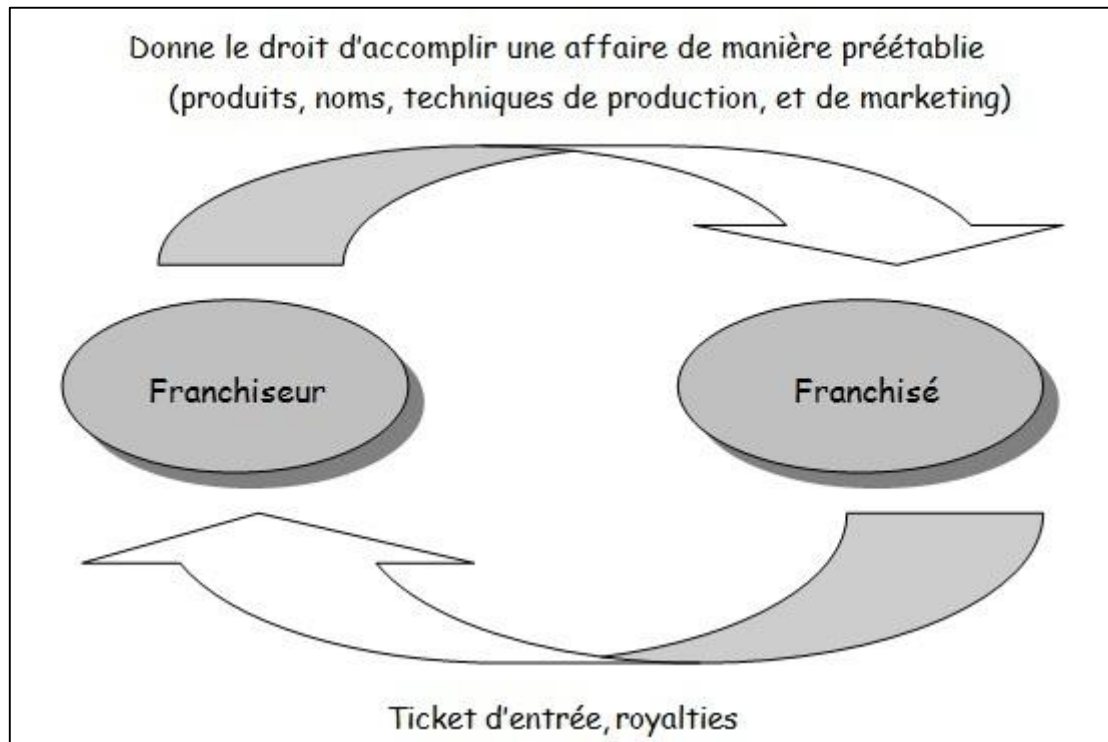 Donne le droit d'accomplir une affaire de manière préétablie
(produits, noms, techniques de production, et de marketing)
Franchiseur
Franchisé
Ticket d'entrée, royalties